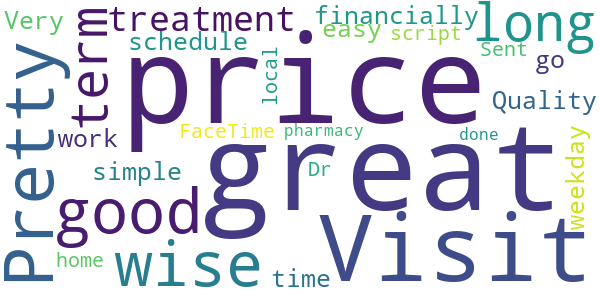 Very
treatment
financially
long
term
schedule
easy
script
Sent
go
price
local
Pretty
Quality
work
FaceTime
pharmacy
done
weekday
simple
Dr
great
good
Visit
home
wise
time